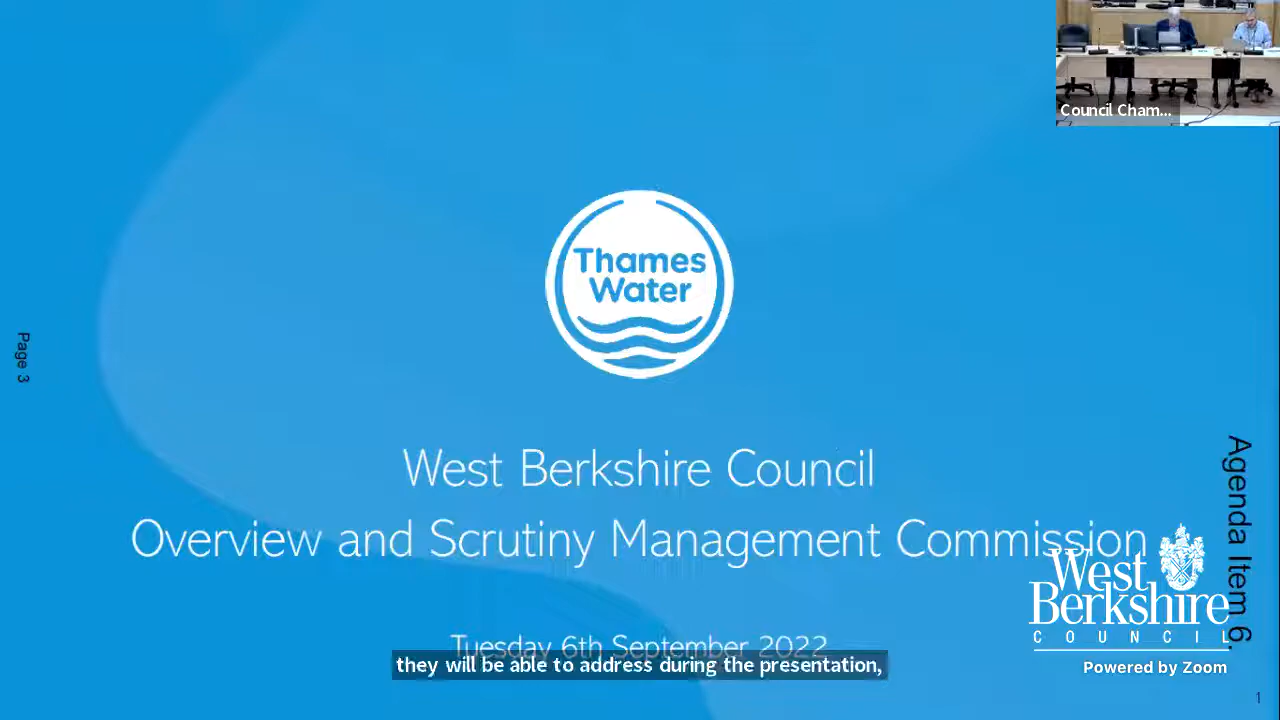 Council Cham...
Thames
Water
Page 3
West Berkshire Council
Overview and Scrutiny Management Commission
Agenda Item 6.
West
Berkshire
COUNCIL
Tuesday 6th September 2022
they will be able to address during the presentation,
Powered by Zoom
1